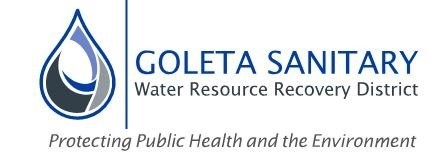 GOLETA SANITARY
Water Resource Recovery District
Protecting Public Health and the Environment